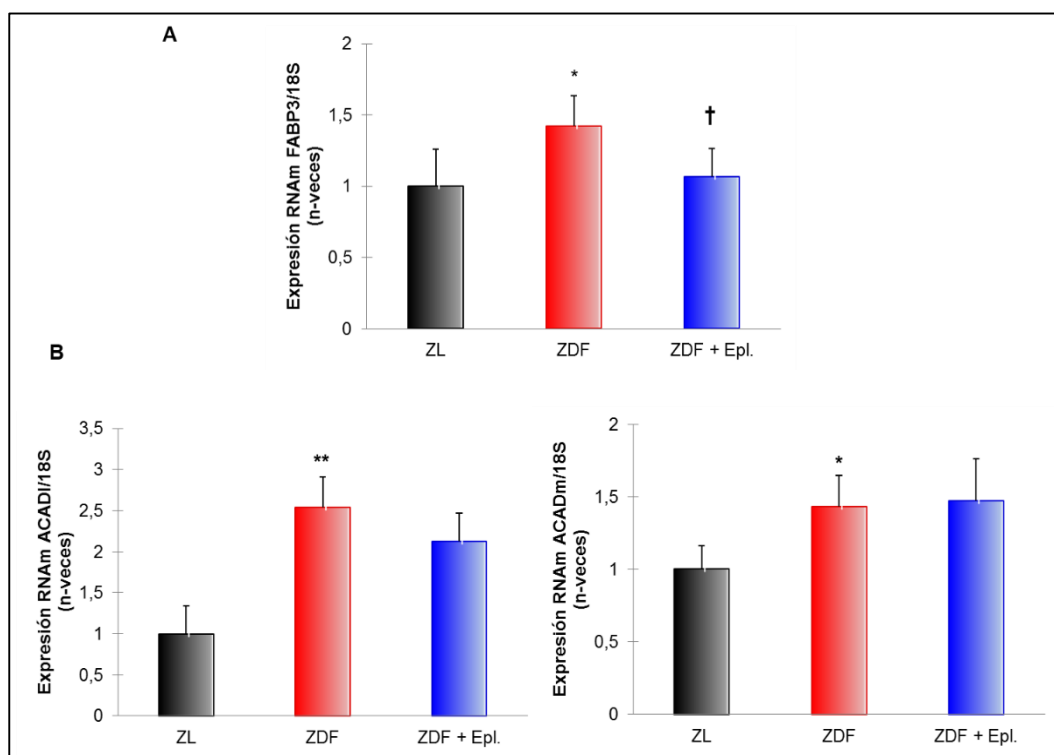 A
Expresión RNAm FABP3/18S
(n-veces)
2
1,5
1
0,5
0
*
†
ZL
ZDF
ZDF + Epl.
B
Expresión RNAm ACADl/18S
(n-veces)
3,5
3
2,5
2
1,5
1
0,5
0
**
ZL
ZDF
ZDF + Epl.
Expresión RNAm ACADm/18S
(n-veces)
2
1,5
1
0,5
0
*
ZL
ZDF
ZDF + Epl.